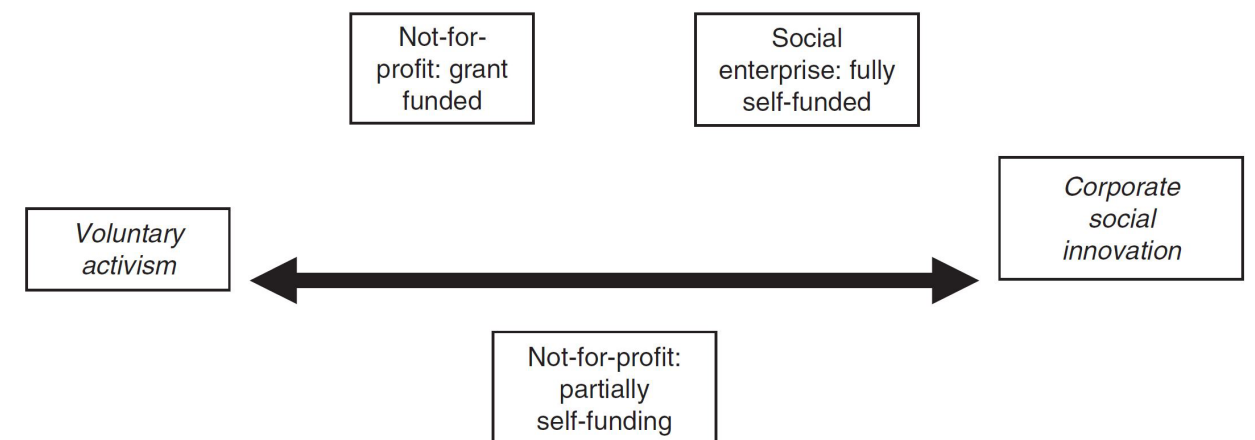 Not-for-
profit: grant
funded
Social
enterprise: fully
self-funded
Voluntary
activism
Corporate
social
innovation
Not-for-profit:
partially
self-funding